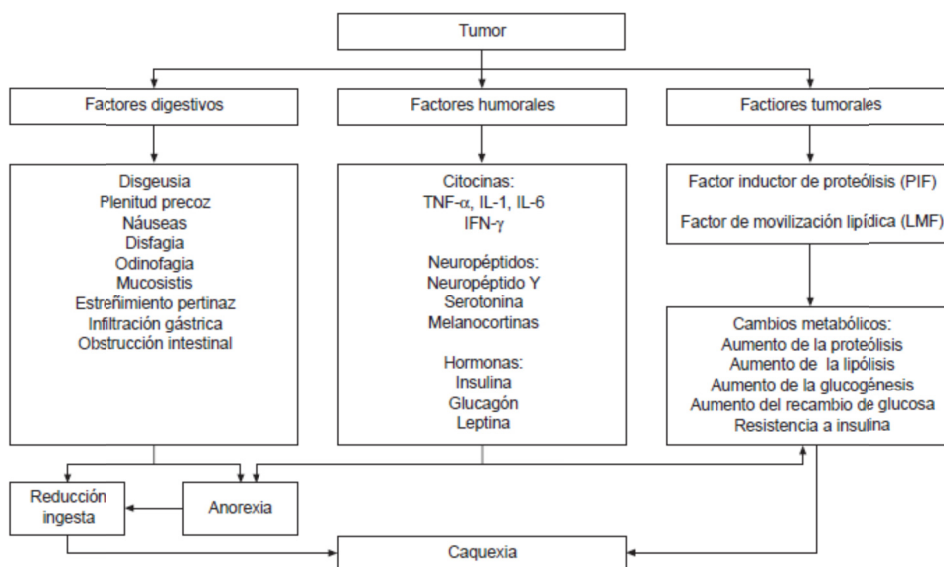 Tumor
Factores digestivos
Factores humorales
Factiores tumorales
Disgeusia
Plenitud precoz
Náuseas
Disfagia
Odinofagia
Mucosistis
Estreñimiento pertinaz
Infiltración gástrica
Obstrucción intestinal
Citocinas:
TNF-α, IL-1, IL-6
IFN-γ
Neuropéptidos:
Neuropéptido Y
Serotonina
Melanocortinas
Hormonas:
Insulina
Glucagón
Leptina
Factor inductor de proteólisis (PIF)
Factor de movilización lipídica (LMF)
Cambios metabólicos:
Aumento de la proteólisis
Aumento de la lipólisis
Aumento de la glucogénesis
Aumento del recambio de glucosa
Resistencia a insulina
Reducción
ingesta
Anorexia
Caquexia